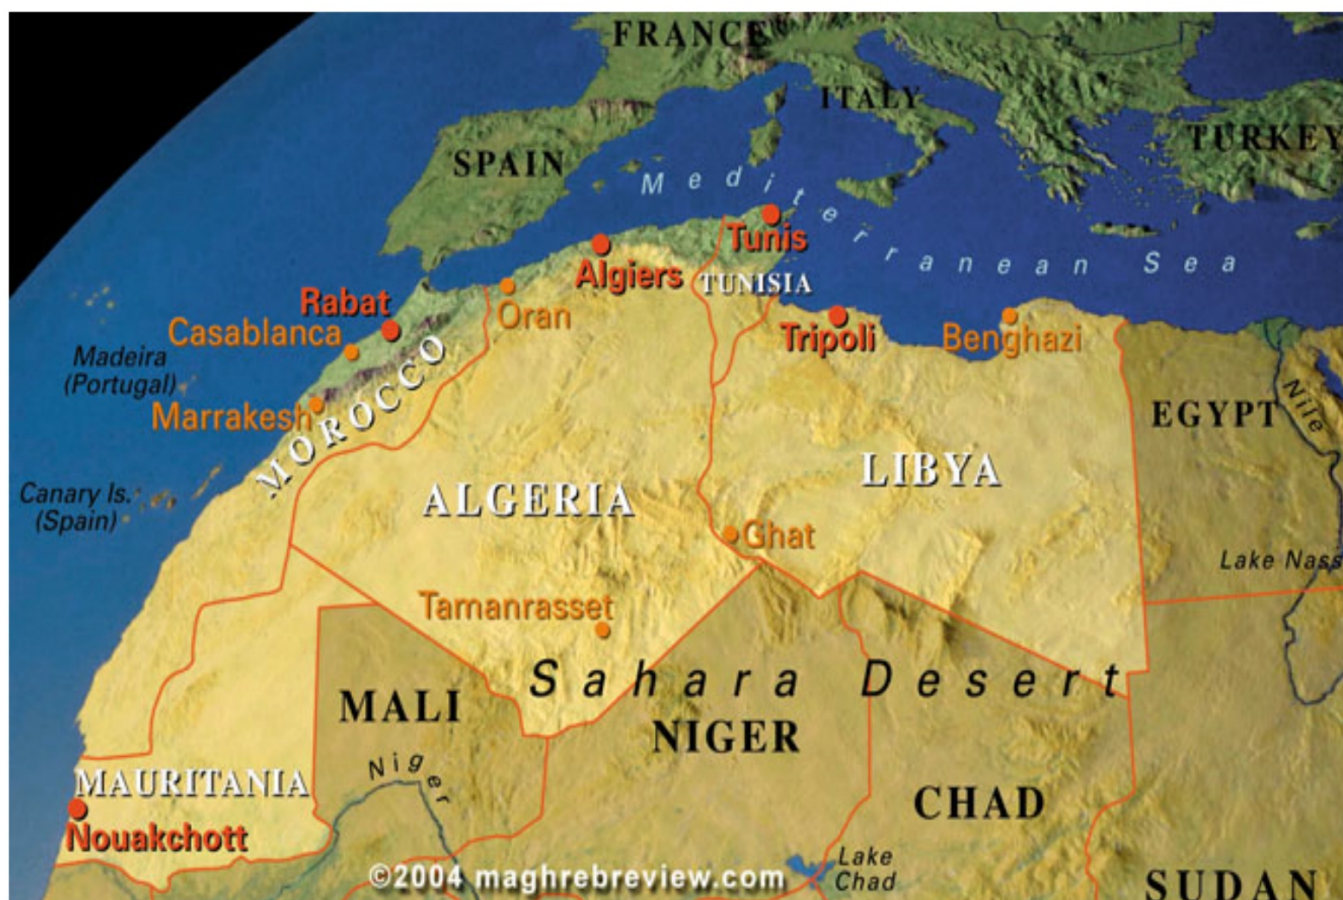 FRANCE
ITALY
TURKEY
SPAIN
Mediterranean Sea
Tunis
Algiers
TUNISIA
Rabat
Oran
Casablanca
Tripoli
Benghazi
Madeira
(Portugal)
Marrakesh
MOROCCO
EGYPT
Nile
LIBYA
ALGERIA
Canary Is.
(Spain)
Ghat
Lake Nass
Tamanrasset
Sahara Desert
MALI
NIGER
Niger
MAURITANIA
CHAD
Nouakchott
Lake
Chad
©2004 maghrebreview.com
SUDAN